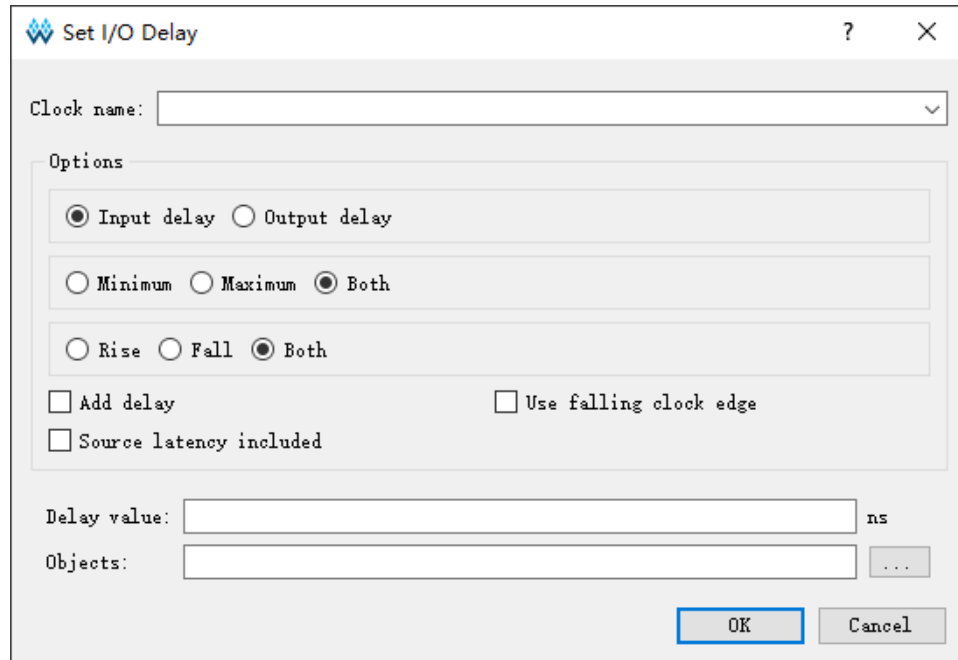 Set I/O Delay ?
Clock name:
Options
Input delay Output delay
Minimum Maximum Both
Rise Fall Both
Add delay Use falling clock edge
Source latency included
Delay value: ns
Objects: ...
OK Cancel